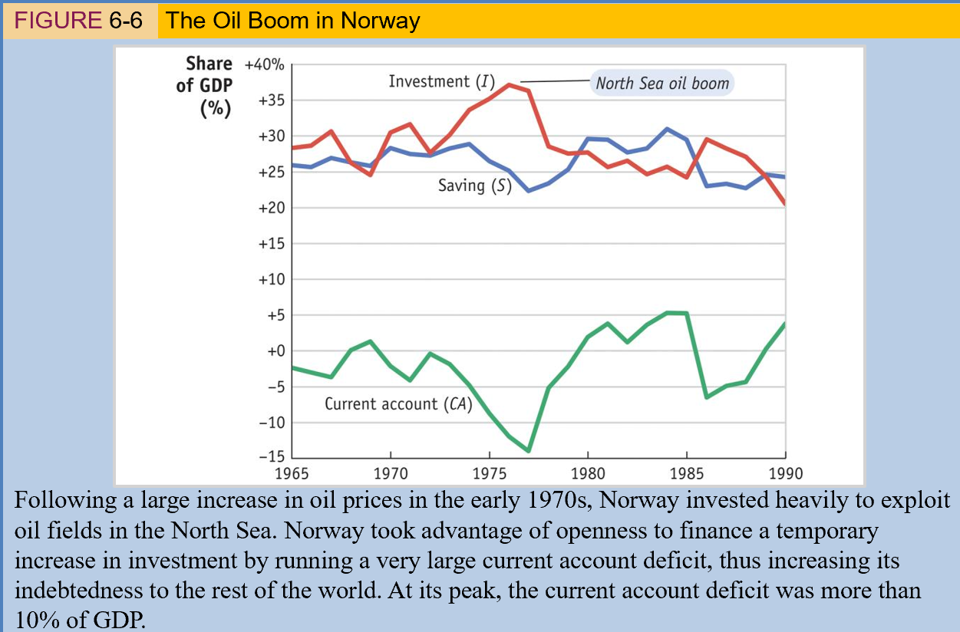 FIGURE 6-6 The Oil Boom in Norway
Share
of GDP
(%)
+40%
+35
+30
+25
+20
+15
+10
+5
+0
−5
−10
−15
Investment (I)
North Sea oil boom
Saving (S)
Current account (CA)
1965 1970 1975 1980 1985 1990
Following a large increase in oil prices in the early 1970s, Norway invested heavily to exploit
oil fields in the North Sea. Norway took advantage of openness to finance a temporary
increase in investment by running a very large current account deficit, thus increasing its
indebtedness to the rest of the world. At its peak, the current account deficit was more than
10% of GDP.